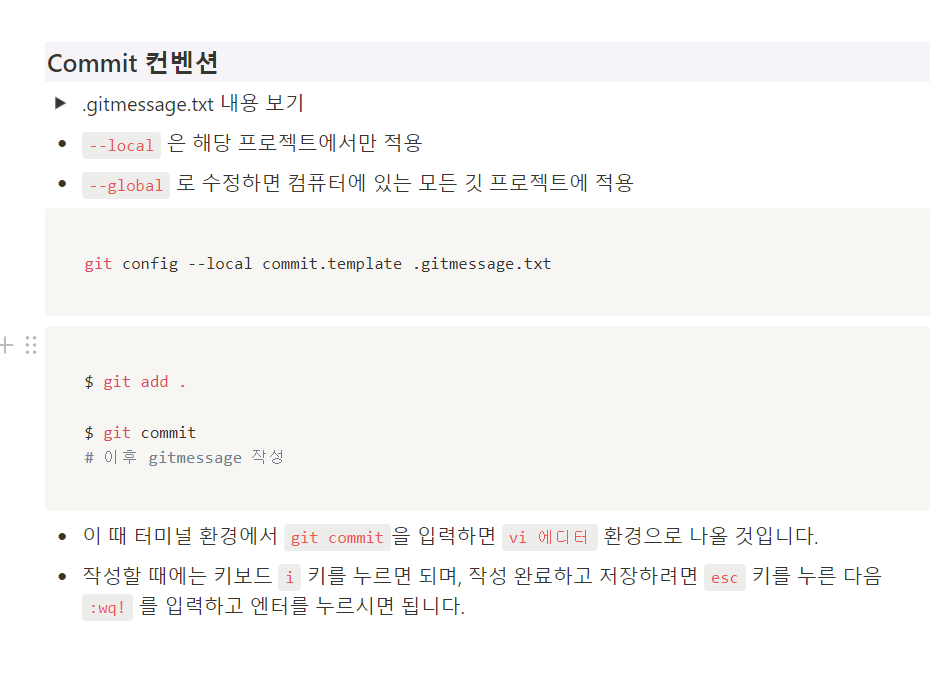 Commit 컨벤션
.gitmessage.txt 내용 보기
--local 은 해당 프로젝트에서만 적용
--global 로 수정하면 컴퓨터에 있는 모든 깃 프로젝트에 적용
git config --local commit.template .gitmessage.txt
$ git add .
$ git commit
# 이후 gitmessage 작성
이 때 터미널 환경에서 git commit을 입력하면 vi 에디터 환경으로 나올 것입니다.
작성할 때에는 키보드 i 키를 누르면 되며, 작성 완료하고 저장하려면 esc 키를 누른 다음
:wq! 를 입력하고 엔터를 누르시면 됩니다.